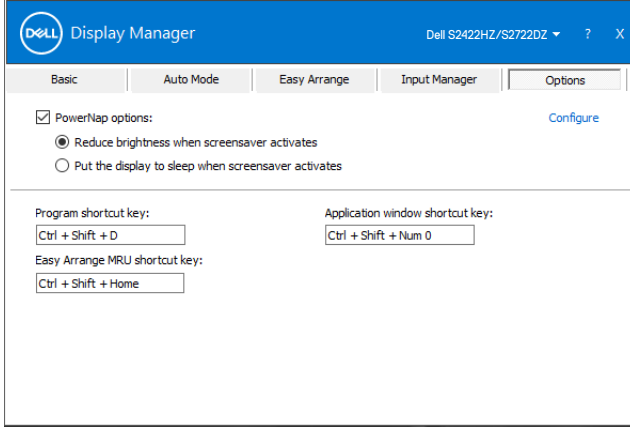 DELL Display Manager Dell S2422HZ/S2722DZ ? X
Basic Auto Mode Easy Arrange Input Manager Options
PowerNap options: Configure
Reduce brightness when screensaver activates
Put the display to sleep when screensaver activates
Program shortcut key: Application window shortcut key:
Ctrl + Shift + D Ctrl + Shift + Num 0
Easy Arrange MRU shortcut key:
Ctrl + Shift + Home